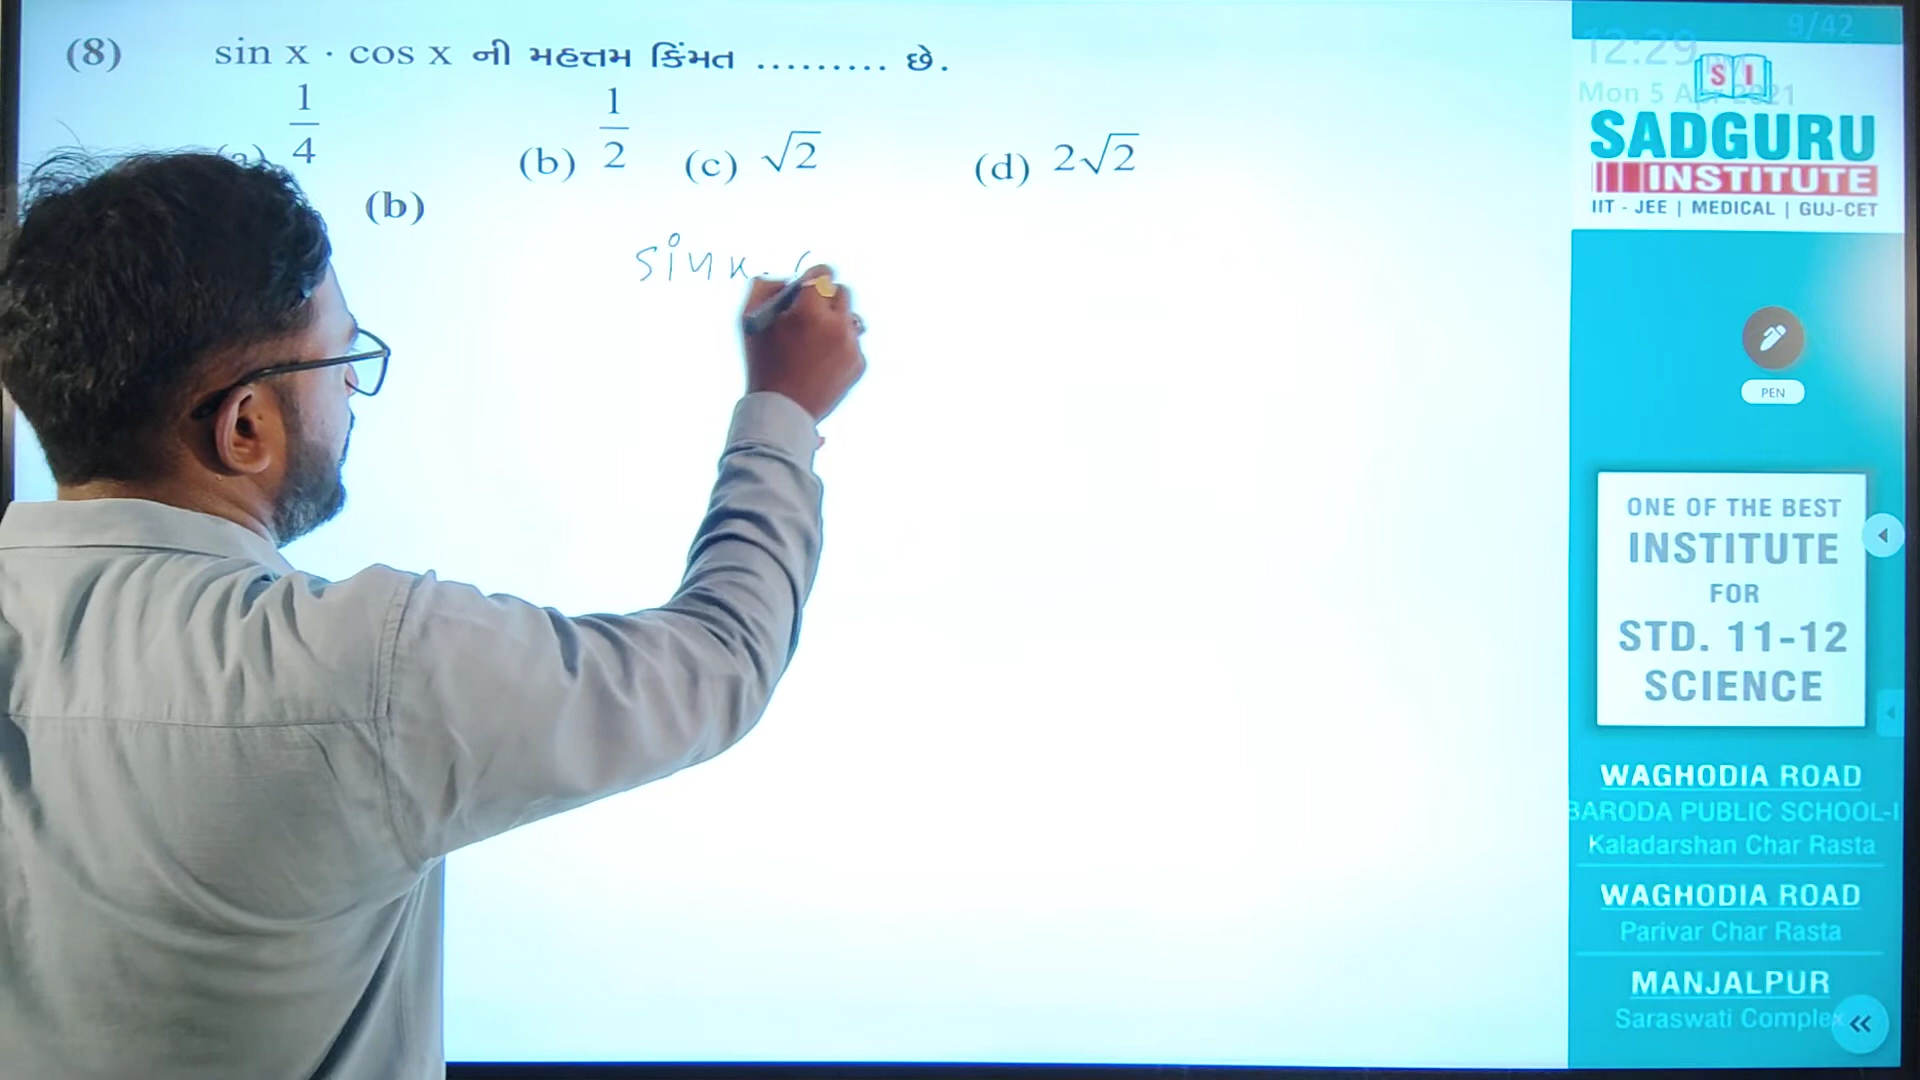 (8) sin x · cos x ની મહત્તમ કિંમત ......... છે.
(a) 1/4 (b) 1/2 (c) √2 (d) 2√2
(b)
sin x .
9/42
12:29
Mon 5 Apr 2021
S I
SADGURU
INSTITUTE
IIT - JEE | MEDICAL | GUJ-CET
PEN
ONE OF THE BEST
INSTITUTE
FOR
STD. 11-12
SCIENCE
WAGHODIA ROAD
BARODA PUBLIC SCHOOL-I
Kaladarshan Char Rasta
WAGHODIA ROAD
Parivar Char Rasta
MANJALPUR
Saraswati Complex